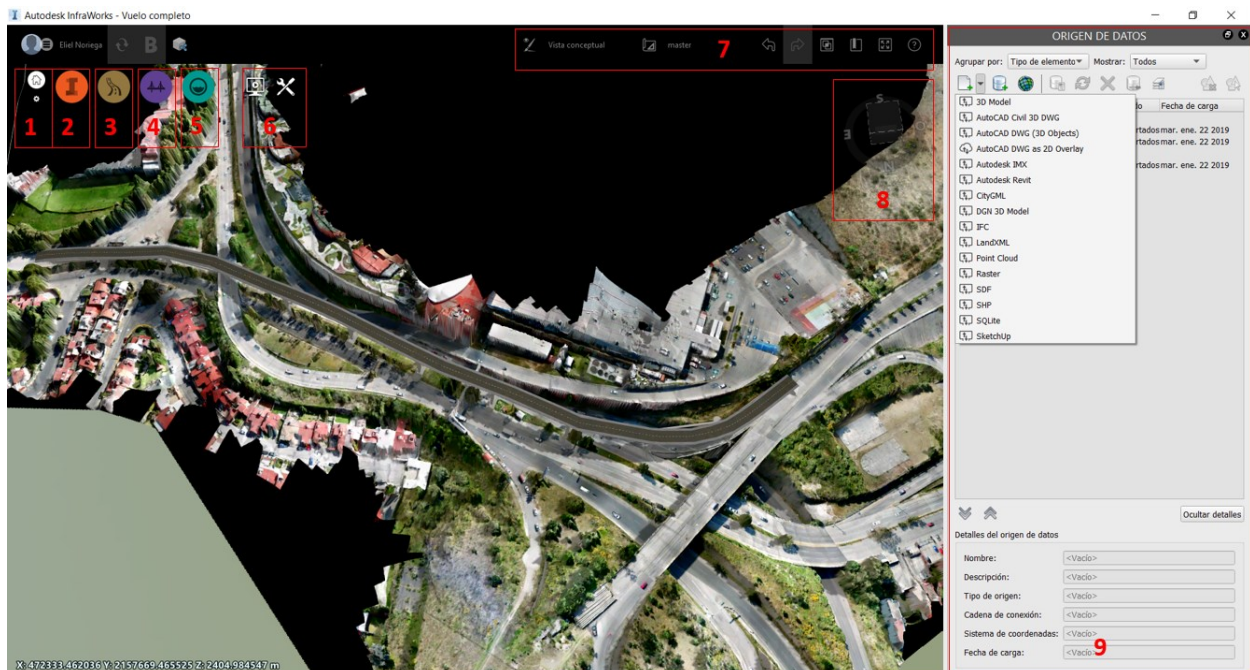 Autodesk InfraWorks - Vuelo completo
Eliel Noriega
B
Vista conceptual
master
7
1
2
3
4
5
6
S
E
8
ORIGEN DE DATOS
Agrupar por: Tipo de elemento Mostrar: Todos
Fecha de carga
3D Model
AutoCAD Civil 3D DWG
AutoCAD DWG (3D Objects)
rtados mar. ene. 22 2019
rtados mar. ene. 22 2019
AutoCAD DWG as 2D Overlay
Autodesk IMX
rtados mar. ene. 22 2019
Autodesk Revit
CityGML
DGN 3D Model
IFC
LandXML
Point Cloud
Raster
SDF
SHP
SQLite
SketchUp
Ocultar detalles
Detalles del origen de datos
Nombre: <Vacío>
Descripción: <Vacío>
Tipo de origen: <Vacío>
Cadena de conexión: <Vacío>
Sistema de coordenadas: <Vacío>
Fecha de carga: <Vacío>
9
X: 472333.462036 Y: 2157669.465525 Z: 2404.984547 m